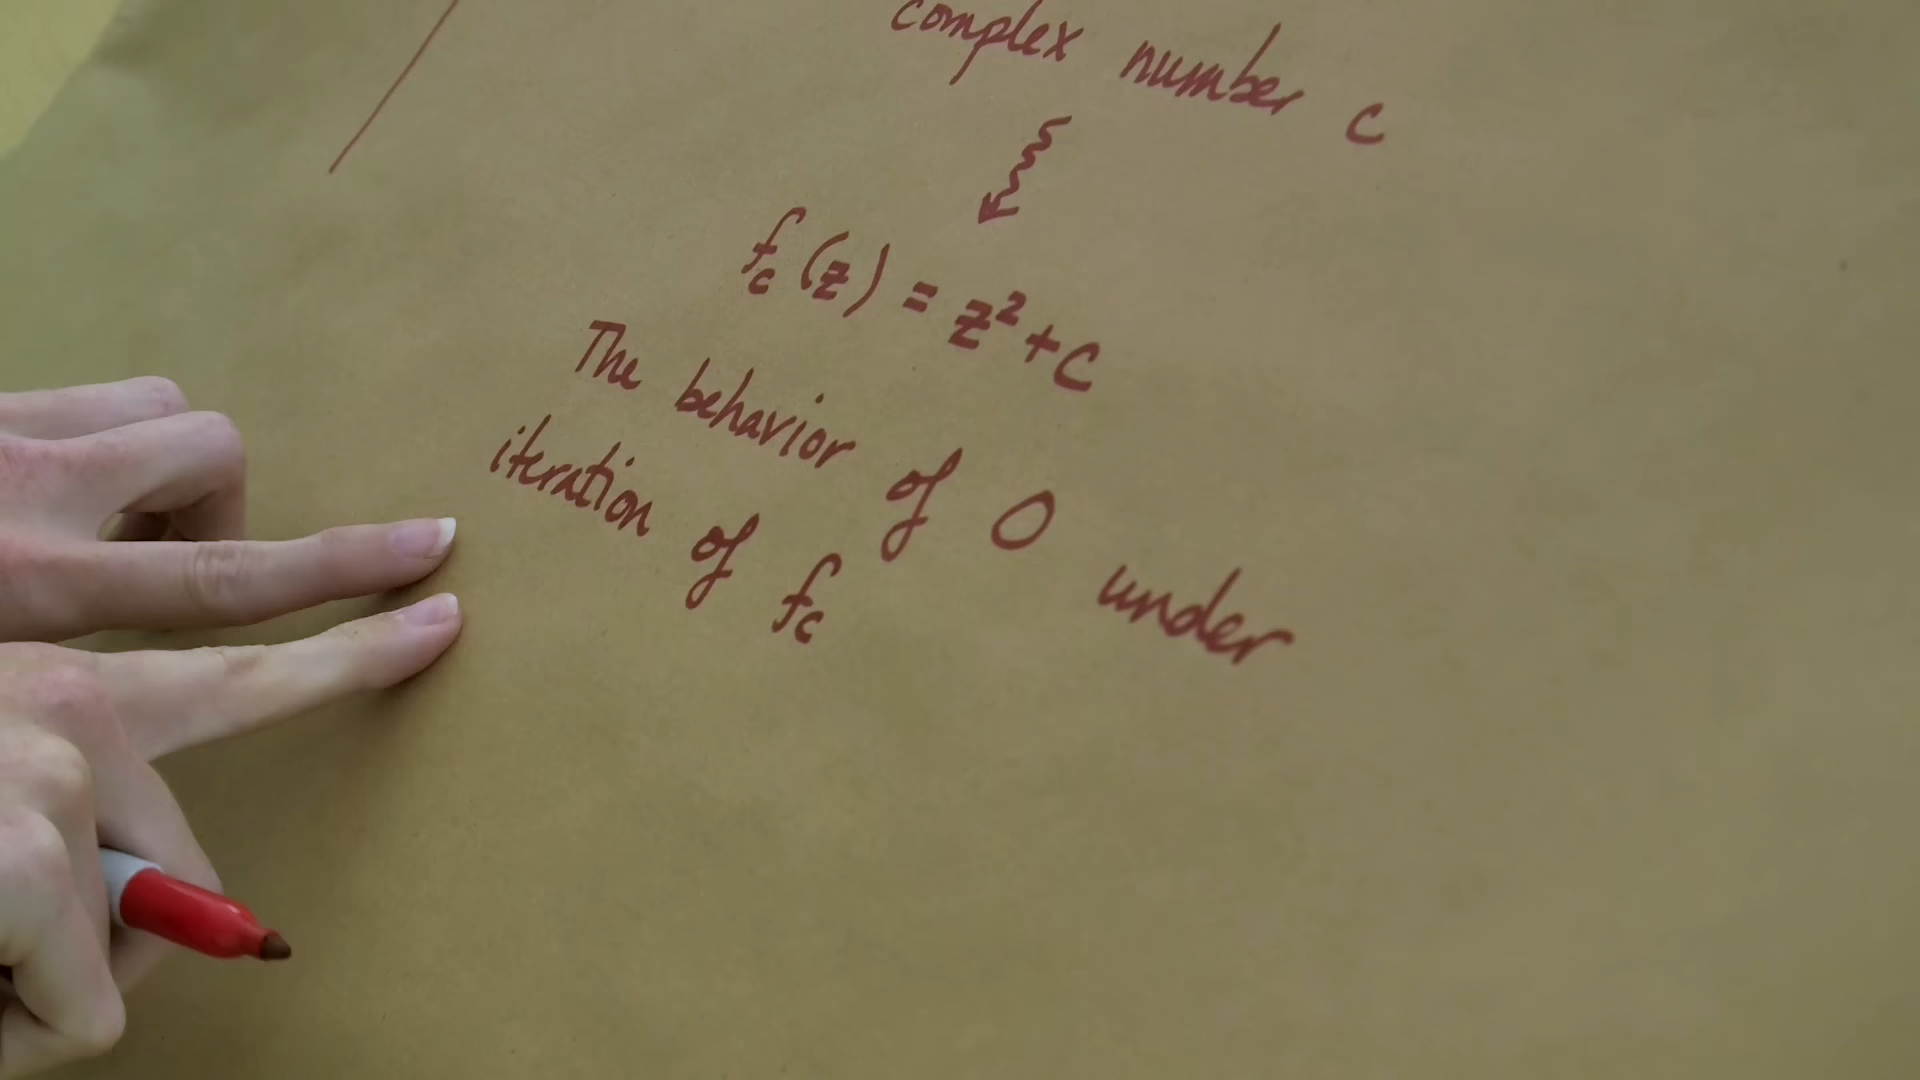 complex number c
f_c(z) = z² + c
The behavior of 0 under
iteration of f_c